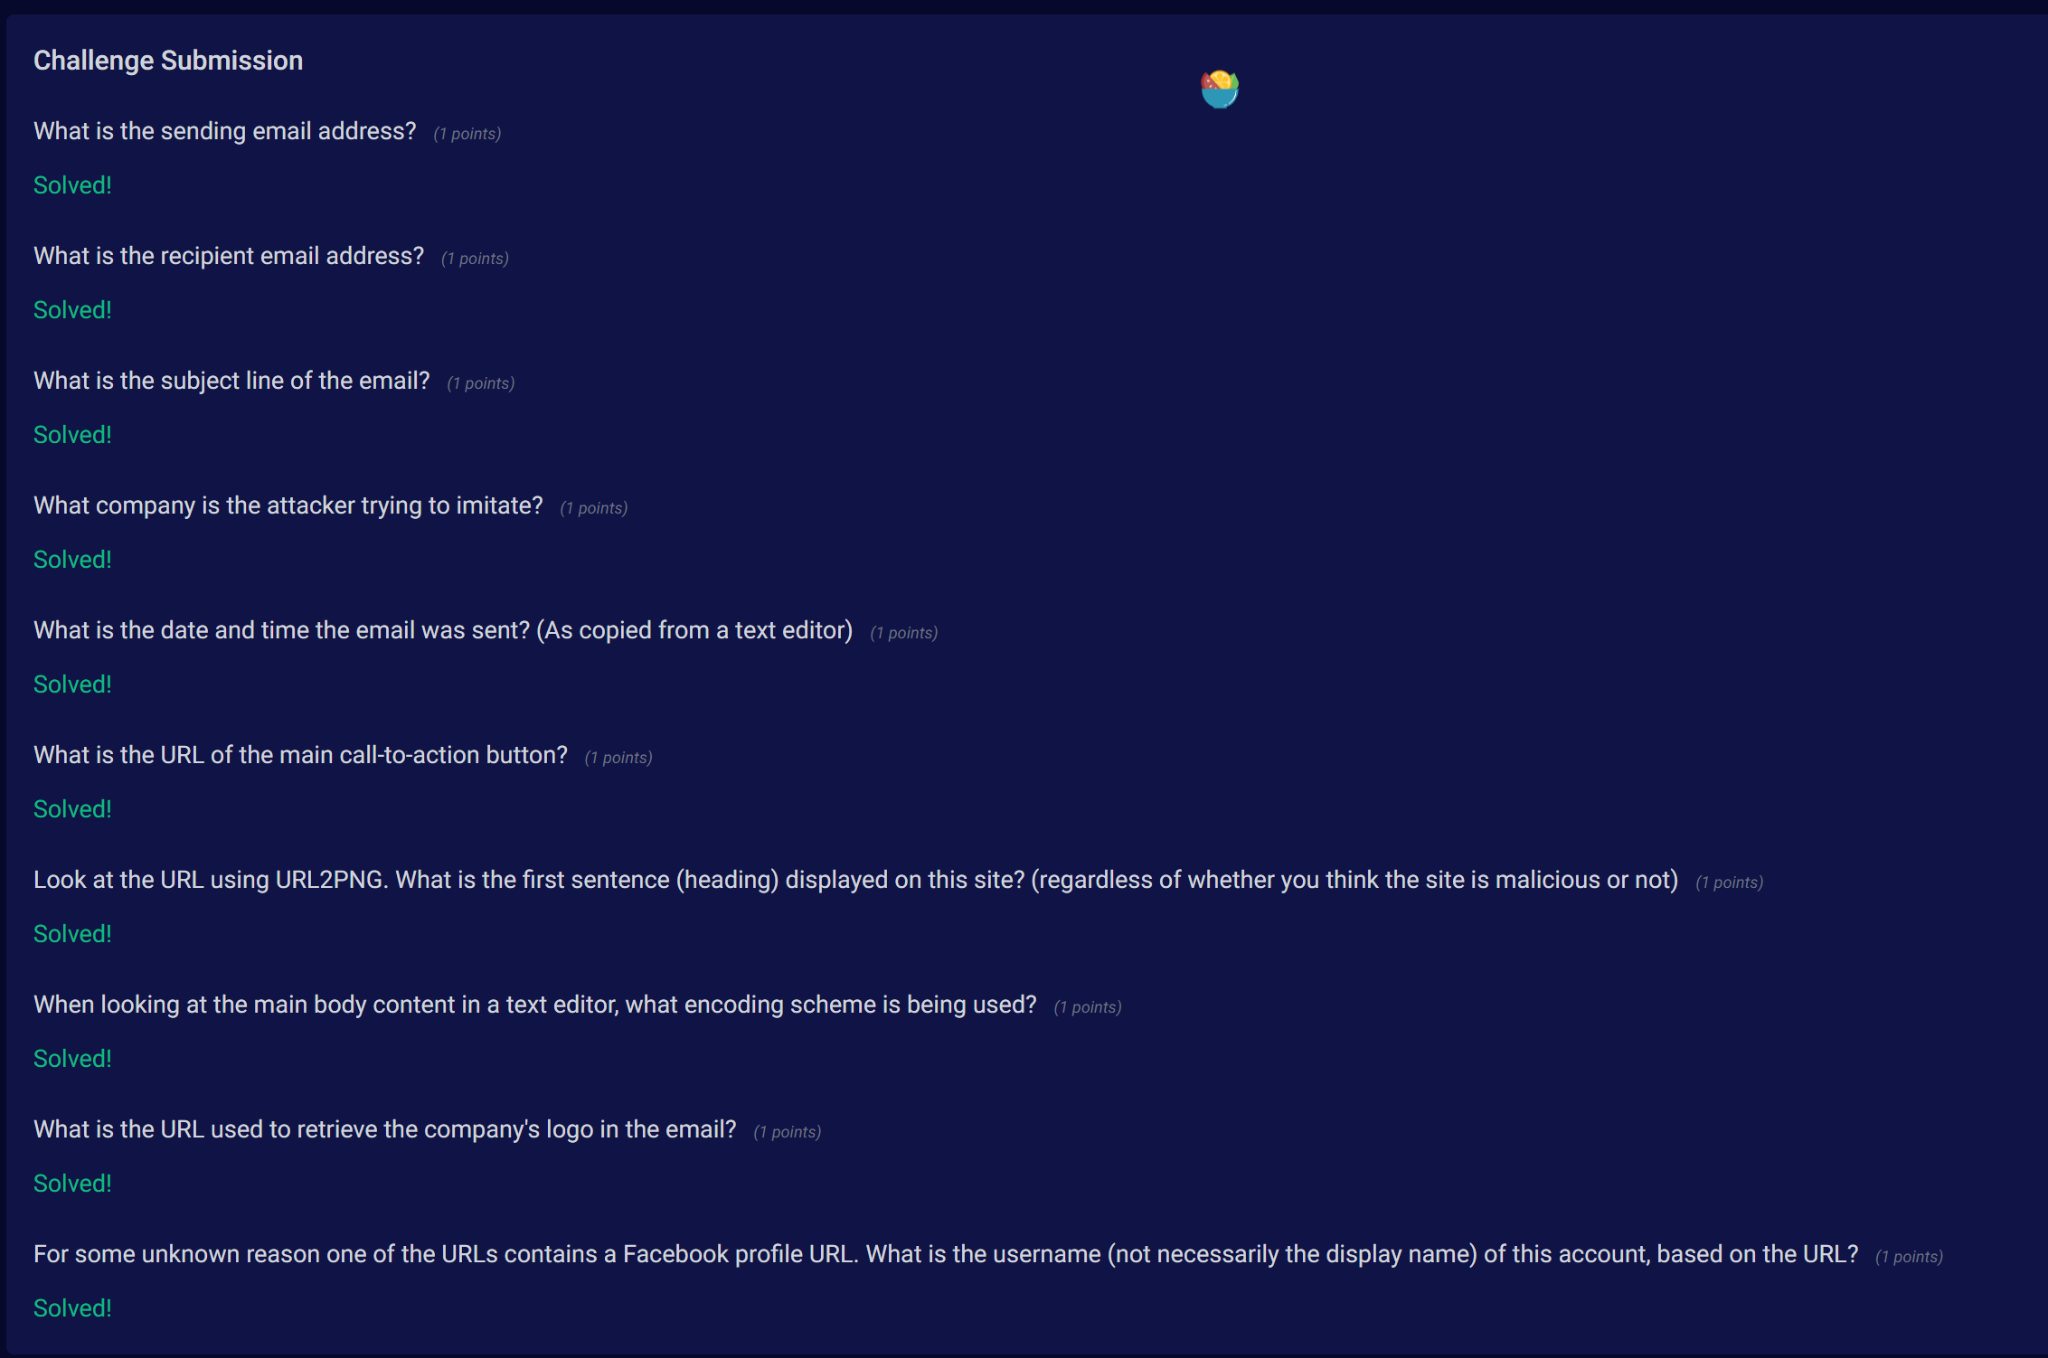 Challenge Submission
What is the sending email address? (1 points)
Solved!
What is the recipient email address? (1 points)
Solved!
What is the subject line of the email? (1 points)
Solved!
What company is the attacker trying to imitate? (1 points)
Solved!
What is the date and time the email was sent? (As copied from a text editor) (1 points)
Solved!
What is the URL of the main call-to-action button? (1 points)
Solved!
Look at the URL using URL2PNG. What is the first sentence (heading) displayed on this site? (regardless of whether you think the site is malicious or not) (1 points)
Solved!
When looking at the main body content in a text editor, what encoding scheme is being used? (1 points)
Solved!
What is the URL used to retrieve the company's logo in the email? (1 points)
Solved!
For some unknown reason one of the URLs contains a Facebook profile URL. What is the username (not necessarily the display name) of this account, based on the URL? (1 points)
Solved!